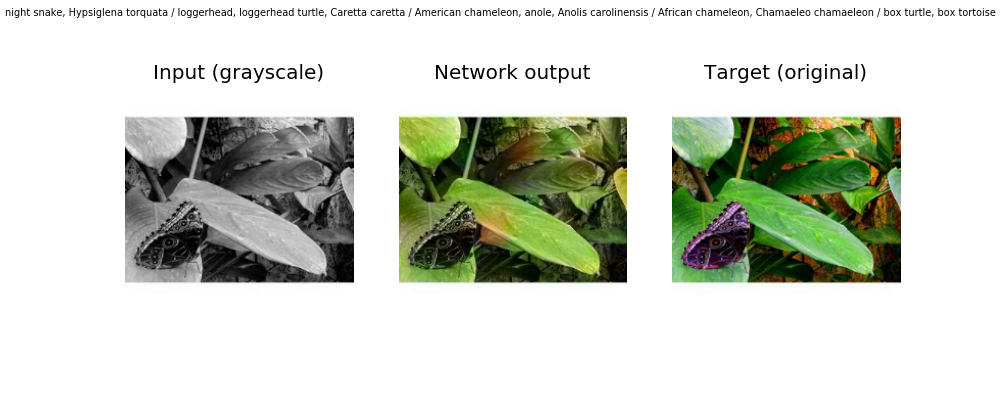 night snake, Hypsiglena torquata / loggerhead, loggerhead turtle, Caretta caretta / American chameleon, anole, Anolis carolinensis / African chameleon, Chamaeleo chamaeleon / box turtle, box tortoise
Input (grayscale) Network output Target (original)